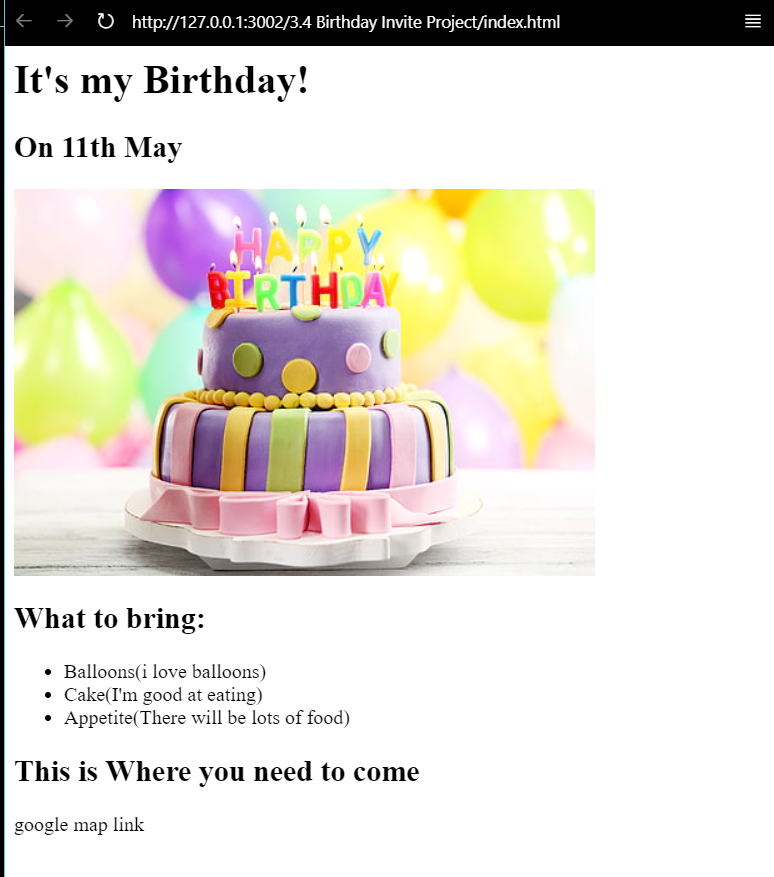 http://127.0.0.1:3002/3.4 Birthday Invite Project/index.html
It's my Birthday!
On 11th May
HAPPY
BIRTHDAY
What to bring:
Balloons(i love balloons)
Cake(I'm good at eating)
Appetite(There will be lots of food)
This is Where you need to come
google map link